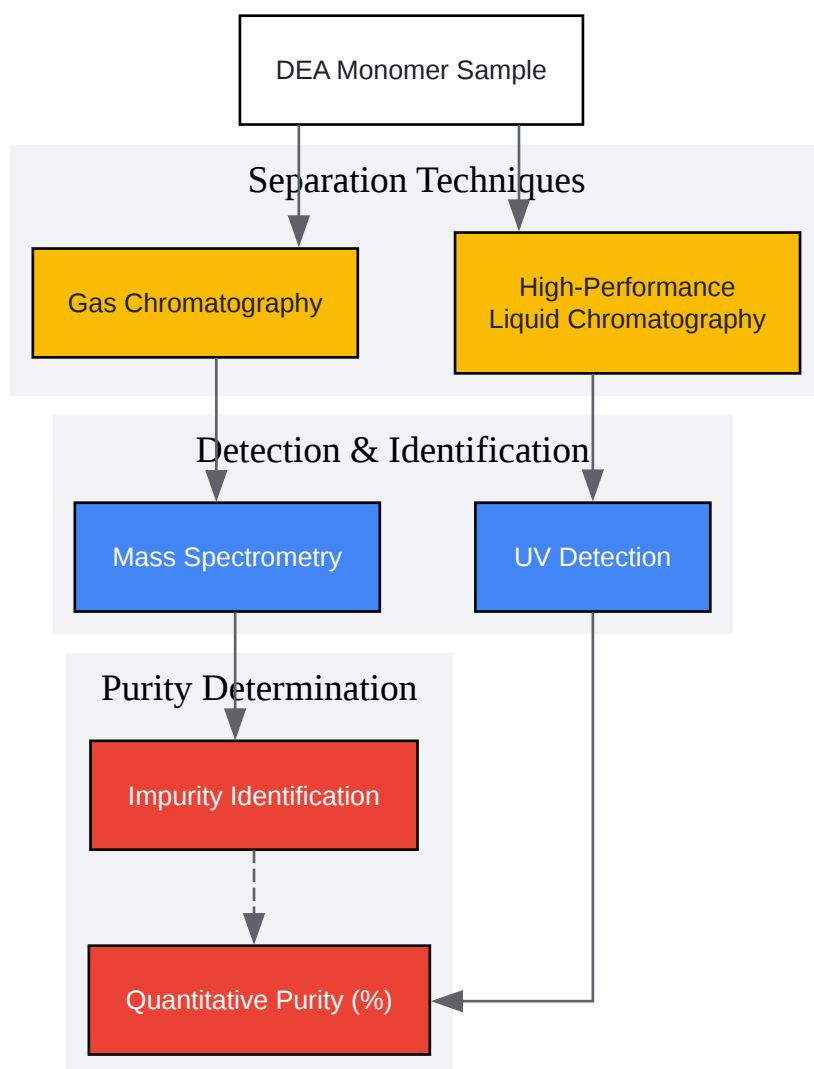 DEA Monomer Sample
Separation Techniques
Gas Chromatography
High-Performance
Liquid Chromatography
Detection & Identification
Mass Spectrometry
UV Detection
Purity Determination
Impurity Identification
Quantitative Purity (%)